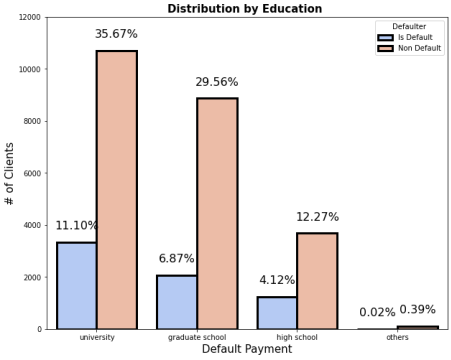 Distribution by Education
12000
10000
8000
6000
4000
2000
0
# of Clients
Defaulter
Is Default
Non Default
35.67%
29.56%
11.10%
6.87%
12.27%
4.12%
0.02%
0.39%
university
graduate school
high school
others
Default Payment